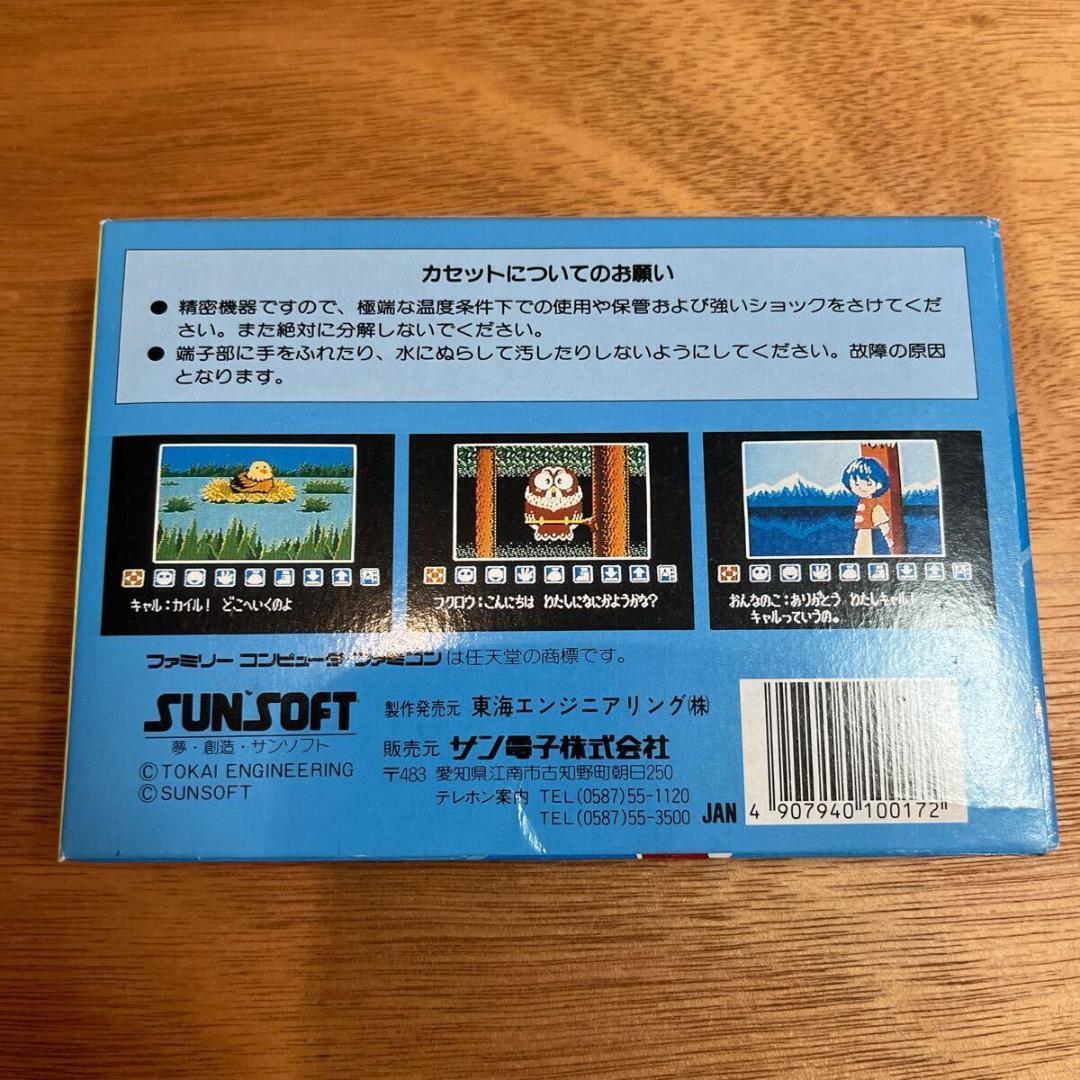 カセットについてのお願い
● 精密機器ですので、極端な温度条件下での使用や保管および強いショックをさけてくだ
さい。また絶対に分解しないでください。
● 端子部に手をふれたり、水にぬらして汚したりしないようにしてください。故障の原因
となります。
キャル:カイル! どこへいくのよ
フクロウ:こんにちは わたしになにかようかな?
おんなのこ:ありがとう わたしキャル!
キャルっていうの。
ファミリーコンピュータ ファミコンは任天堂の商標です。
SUNSOFT
夢・創造・サンソフト
©TOKAI ENGINEERING
©SUNSOFT
製作発売元 東海エンジニアリング㈱
販売元 サン電子株式会社
〒483 愛知県江南市古知野町朝日250
テレホン案内 TEL(0587)55-1120
TEL(0587)55-3500
JAN
4 907940 100172